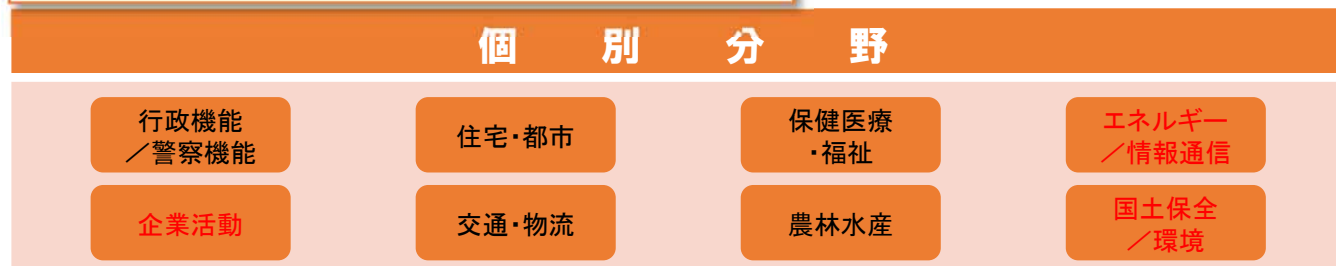 個別分野
行政機能
／警察機能
住宅・都市
保健医療
・福祉
エネルギー
／情報通信
企業活動
交通・物流
農林水産
国土保全
／環境